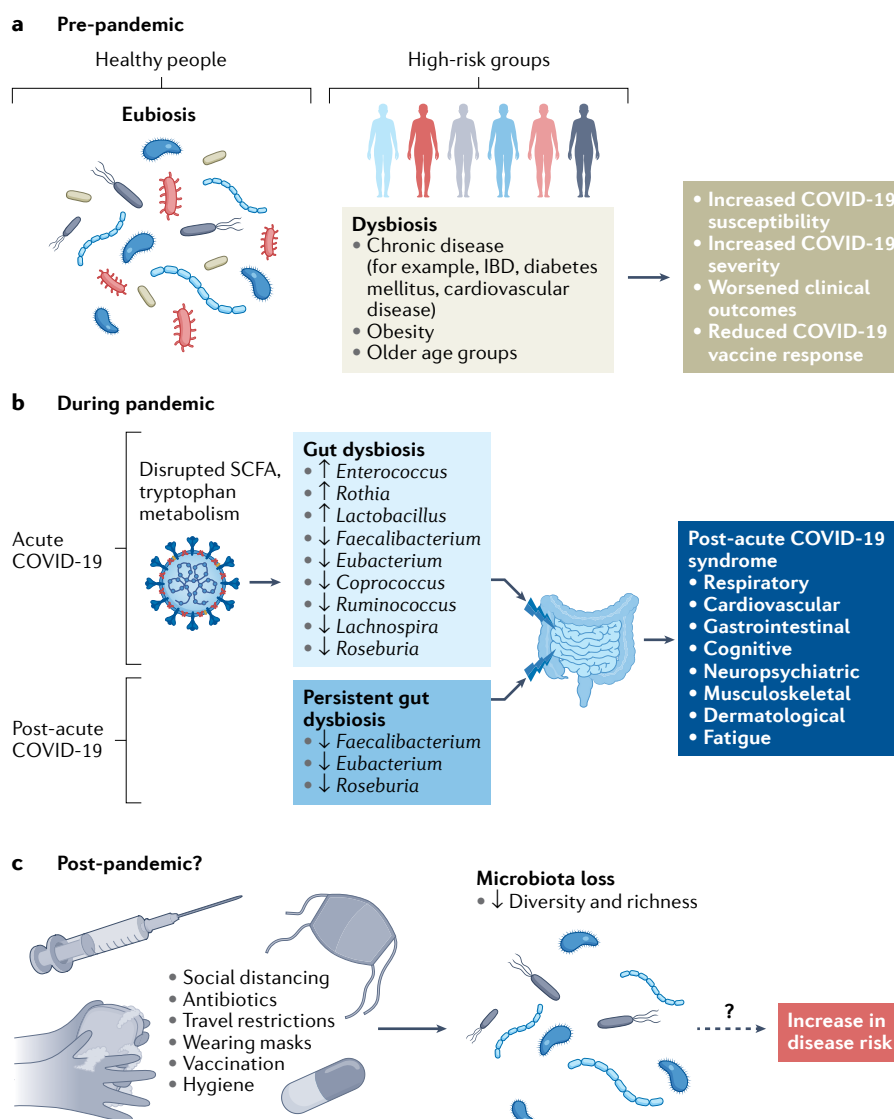 a Pre-pandemic
Healthy people
High-risk groups
Eubiosis
Dysbiosis
• Chronic disease
(for example, IBD, diabetes
mellitus, cardiovascular
disease)
• Obesity
• Older age groups
• Increased COVID-19
susceptibility
• Increased COVID-19
severity
• Worsened clinical
outcomes
• Reduced COVID-19
vaccine response
b During pandemic
Acute
COVID-19
Disrupted SCFA,
tryptophan
metabolism
Gut dysbiosis
• ↑ Enterococcus
• ↑ Rothia
• ↑ Lactobacillus
• ↓ Faecalibacterium
• ↓ Eubacterium
• ↓ Coprococcus
• ↓ Ruminococcus
• ↓ Lachnospira
• ↓ Roseburia
Post-acute
COVID-19
Persistent gut
dysbiosis
• ↓ Faecalibacterium
• ↓ Eubacterium
• ↓ Roseburia
Post-acute COVID-19
syndrome
• Respiratory
• Cardiovascular
• Gastrointestinal
• Cognitive
• Neuropsychiatric
• Musculoskeletal
• Dermatological
• Fatigue
c Post-pandemic?
• Social distancing
• Antibiotics
• Travel restrictions
• Wearing masks
• Vaccination
• Hygiene
Microbiota loss
• ↓ Diversity and richness
?
Increase in
disease risk